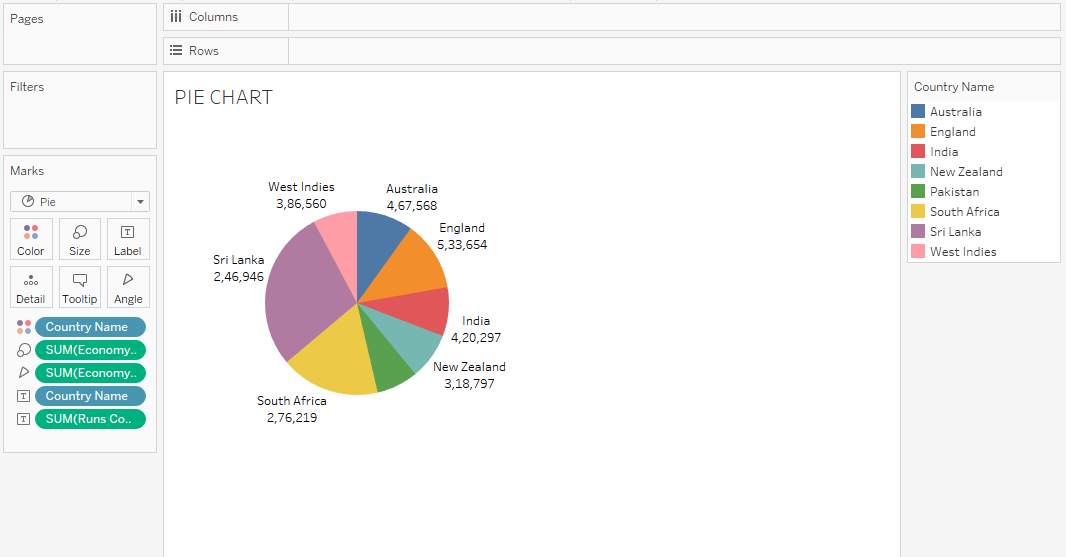 Pages
Columns
Rows
Filters
Marks
Pie
Color
Size
Label
Detail
Tooltip
Angle
Country Name
SUM(Economy..
SUM(Economy..
Country Name
SUM(Runs Co..
PIE CHART
West Indies
3,86,560
Australia
4,67,568
England
5,33,654
Sri Lanka
2,46,946
India
4,20,297
New Zealand
3,18,797
South Africa
2,76,219
Country Name
Australia
England
India
New Zealand
Pakistan
South Africa
Sri Lanka
West Indies